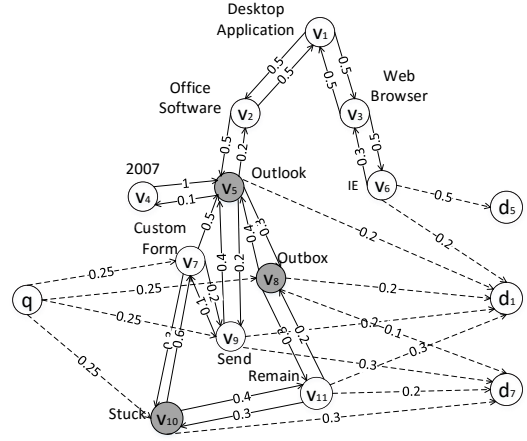 Desktop
Application
v1
0.5
0.5
0.5
0.5
Office
Software
Web
Browser
v2
v3
0.5
0.2
0.3
0.5
2007
Outlook
v4
1
0.1
v5
IE
v6
0.5
d5
0.2
Custom
Form
0.5
0.4
0.2
0.4
0.3
0.2
v7
0.2
0.1
Outbox
v8
0.25
0.25
0.25
0.25
q
0.2
d1
0.2
0.1
v9
Send
0.3
0.3
0.2
0.3
0.6
Remain
0.3
v11
0.2
d7
0.4
0.3
Stuck
v10
0.3